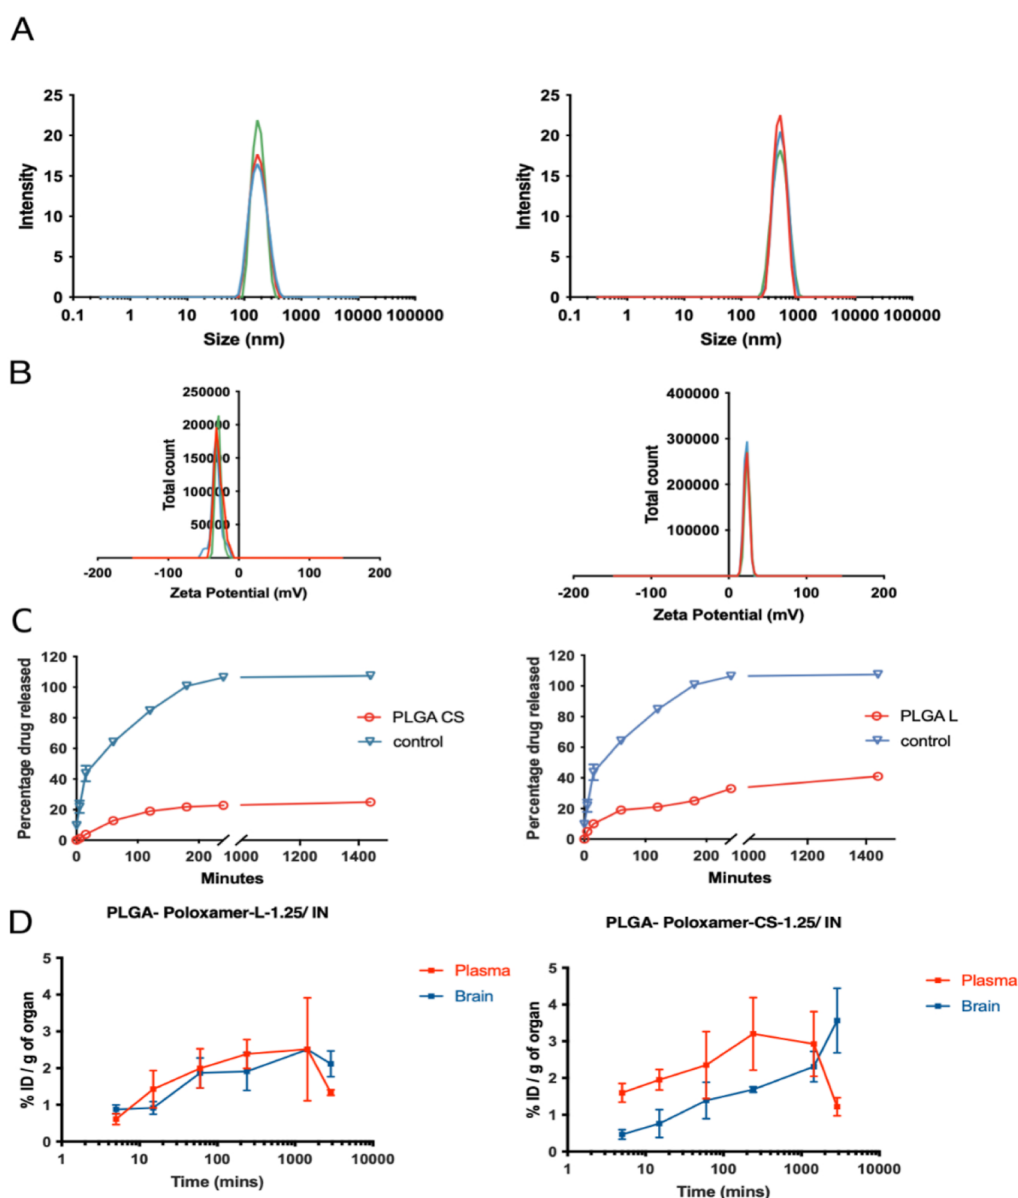 A
25
20
15
10
5
0
Intensity
0.1 1 10 100 1000 10000 100000
Size (nm)
25
20
15
10
5
0
Intensity
0.1 1 10 100 1000 10000 100000
Size (nm)
B
250000
200000
150000
100000
50000
Total count
-200 -100 0 100 200
Zeta Potential (mV)
400000
300000
200000
100000
Total count
-200 -100 0 100 200
Zeta Potential (mV)
C
120
100
80
60
40
20
0
Percentage drug released
PLGA CS
control
0 100 200 1000 1200 1400
Minutes
120
100
80
60
40
20
0
Percentage drug released
PLGA L
control
0 100 200 1000 1200 1400
Minutes
D
PLGA- Poloxamer-L-1.25/ IN
5
4
3
2
1
0
% ID / g of organ
Plasma
Brain
1 10 100 1000 10000
Time (mins)
PLGA- Poloxamer-CS-1.25/ IN
5
4
3
2
1
0
% ID / g of organ
Plasma
Brain
1 10 100 1000 10000
Time (mins)